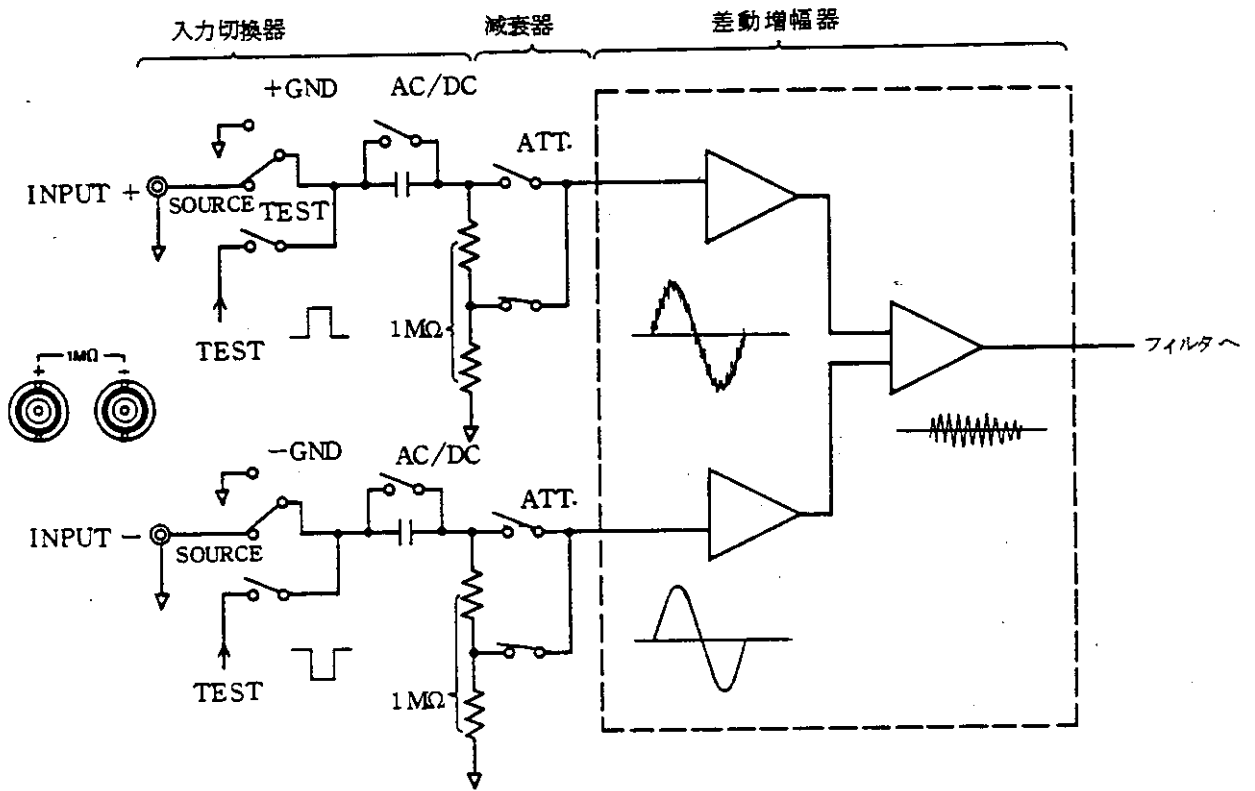 入力切換器
減衰器
差動増幅器
+GND
AC/DC
ATT.
INPUT +
SOURCE
TEST
TEST
1MΩ
フィルタへ
1MΩ
+
-
-GND
AC/DC
ATT.
INPUT -
SOURCE
TEST
1MΩ